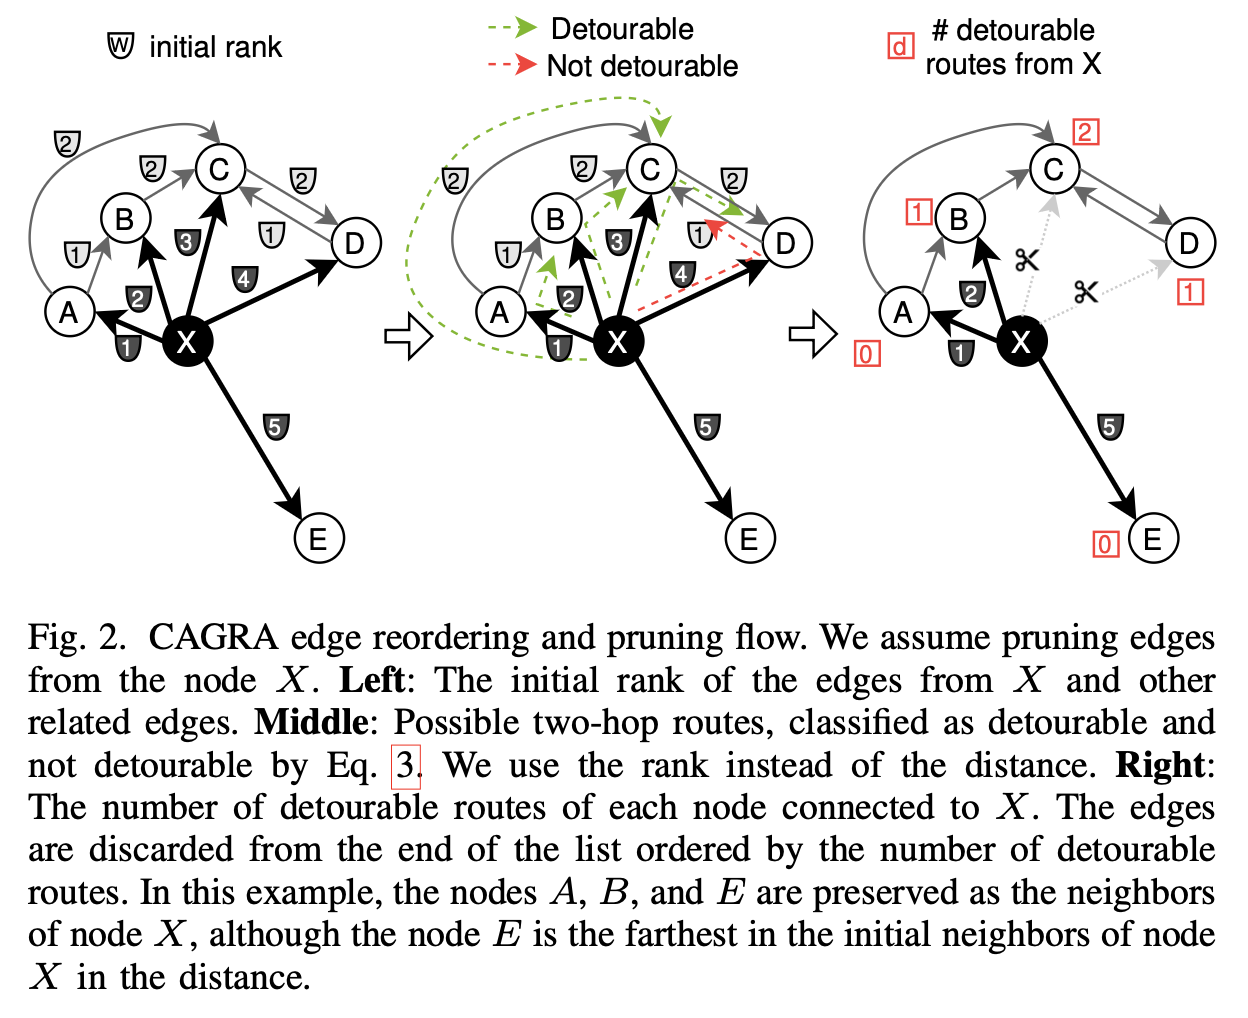 W initial rank
Detourable
Not detourable
d # detourable
routes from X
2
2
C
2
B
1
D
1
3
4
A
2
X
1
5
E
2
2
C
2
B
1
D
1
3
4
A
2
X
1
5
E
2
C
1
B
D
1
A
2
X
0
1
5
0
E
Fig. 2. CAGRA edge reordering and pruning flow. We assume pruning edges
from the node X. Left: The initial rank of the edges from X and other
related edges. Middle: Possible two-hop routes, classified as detourable and
not detourable by Eq. 3. We use the rank instead of the distance. Right:
The number of detourable routes of each node connected to X. The edges
are discarded from the end of the list ordered by the number of detourable
routes. In this example, the nodes A, B, and E are preserved as the neighbors
of node X, although the node E is the farthest in the initial neighbors of node
X in the distance.